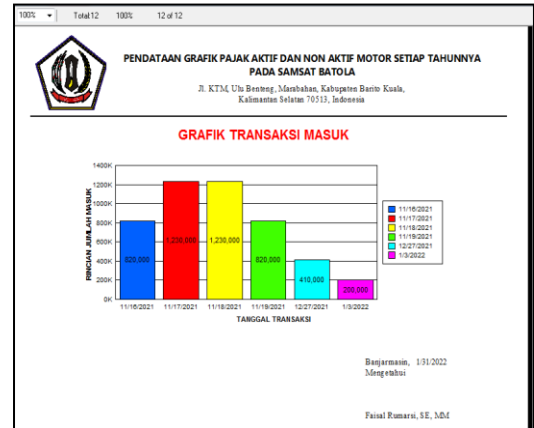 100%
Total:12 100% 12 of 12
PENDATAAN GRAFIK PAJAK AKTIF DAN NON AKTIF MOTOR SETIAP TAHUNNYA
PADA SAMSAT BATOLA
Jl. KTM, Ulu Benteng, Marabahan, Kabupaten Barito Kuala,
Kalimantan Selatan 70513, Indonesia
GRAFIK TRANSAKSI MASUK
RINCIAN JUMLAH MASUK
1400K
1200K
1000K
800K
600K
400K
200K
0K
820,000
1,230,000
1,230,000
820,000
410,000
11/16/2021 11/17/2021 11/18/2021 11/19/2021 12/27/2021 1/3/2022
TANGGAL TRANSAKSI
11/16/2021
11/17/2021
11/18/2021
11/19/2021
12/27/2021
1/3/2022
Banjarmasin, 1/31/2022
Mengetahui
Faisal Rumarsi, SE, MM